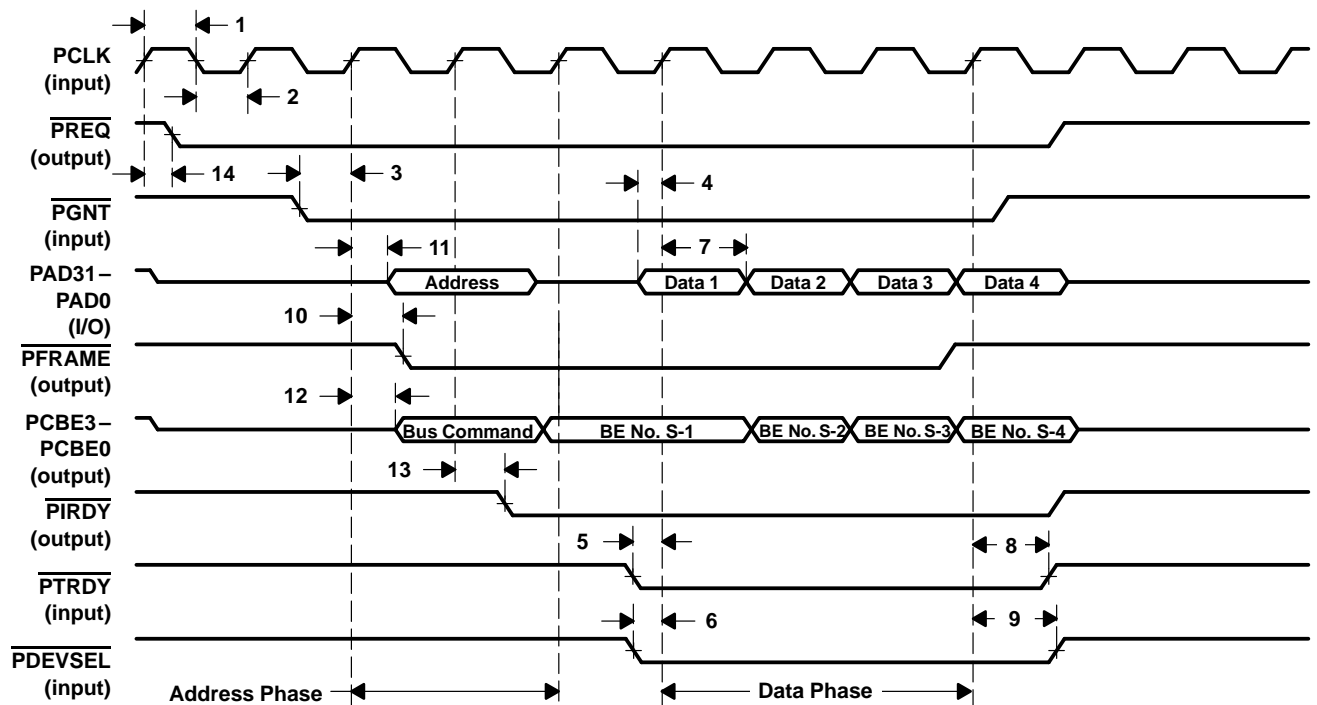 1
PCLK
(input)
2
PREQ
(output)
14
3
4
PGNT
(input)
11
7
PAD31–
PAD0
(I/O)
Address
Data 1
Data 2
Data 3
Data 4
10
PFRAME
(output)
12
PCBE3–
PCBE0
(output)
Bus Command
BE No. S-1
BE No. S-2
BE No. S-3
BE No. S-4
13
PIRDY
(output)
5
8
PTRDY
(input)
6
9
PDEVSEL
(input)
Address Phase
Data Phase